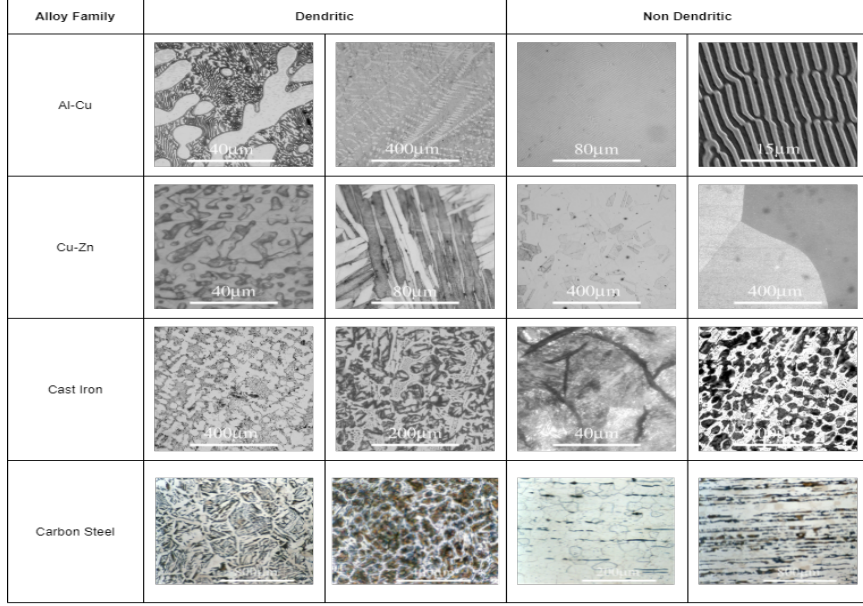 Alloy Family Dendritic Non Dendritic
Al-Cu 40µm 400µm 80µm 15µm
Cu-Zn 40µm 80µm 400µm 400µm
Cast Iron 400µm 200µm 40µm
Carbon Steel